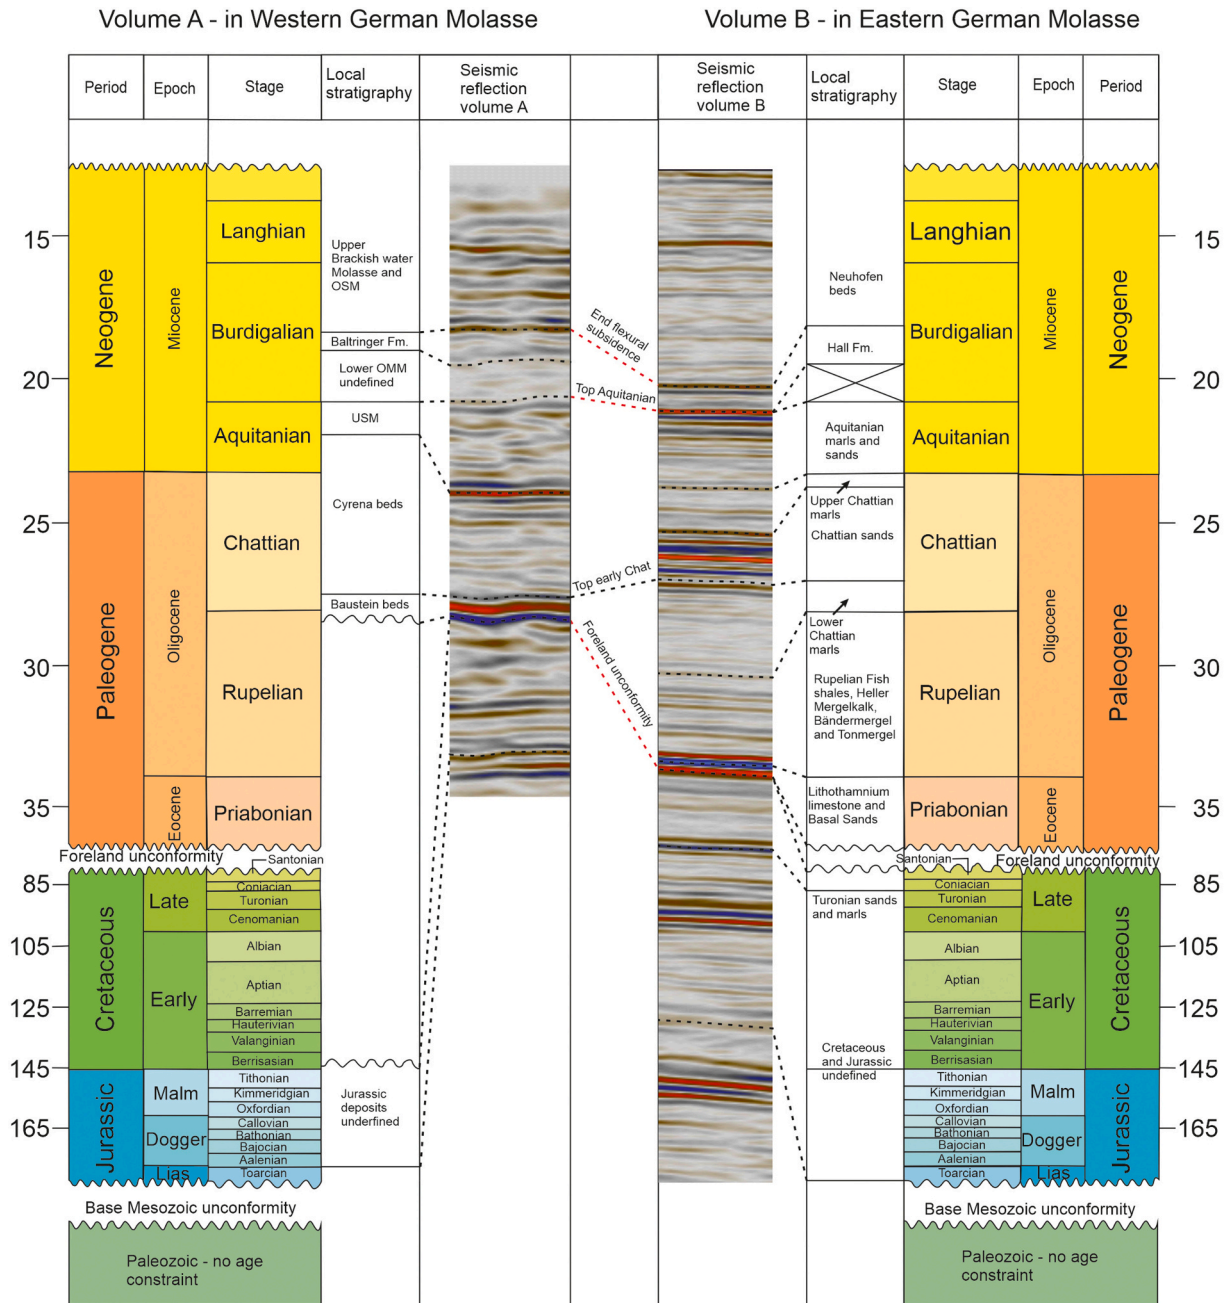 Volume A - in Western German Molasse
Volume B - in Eastern German Molasse
Period
Epoch
Stage
Local
stratigraphy
Seismic
reflection
volume A
Seismic
reflection
volume B
Local
stratigraphy
Stage
Epoch
Period
15
20
25
30
35
85
105
125
145
165
Neogene
Paleogene
Cretaceous
Jurassic
Miocene
Oligocene
Eocene
Late
Early
Malm
Dogger
Lias
Langhian
Burdigalian
Aquitanian
Chattian
Rupelian
Priabonian
Foreland unconformity
Santonian
Coniacian
Turonian
Cenomanian
Albian
Aptian
Barremian
Hauterivian
Valanginian
Berrisasian
Tithonian
Kimmeridgian
Oxfordian
Callovian
Bathonian
Bajocian
Aalenian
Toarcian
Base Mesozoic unconformity
Paleozoic - no age
constraint
Upper
Brackish water
Molasse and
OSM
Baltringer Fm.
Lower OMM
undefined
USM
Cyrena beds
Baustein beds
Jurassic
deposits
underfined
End flexural
subsidence
Top Aquitanian
Top early Chat
Foreland unconformity
Neuhofen
beds
Hall Fm.
Aquitanian
marls and
sands
Upper Chattian
marls
Chattian sands
Lower
Chattian
marls
Rupelian Fish
shales, Heller
Mergelkalk,
Bändermergel
and Tonmergel
Lithothamnium
limestone and
Basal Sands
Turonian sands
and marls
Cretaceous
and Jurassic
undefined
Langhian
Burdigalian
Aquitanian
Chattian
Rupelian
Priabonian
Santonian
Foreland unconformity
Coniacian
Turonian
Cenomanian
Albian
Aptian
Barremian
Hauterivian
Valanginian
Berrisasian
Tithonian
Kimmeridgian
Oxfordian
Callovian
Bathonian
Bajocian
Aalenian
Toarcian
Miocene
Oligocene
Eocene
Late
Early
Malm
Dogger
Lias
Neogene
Paleogene
Cretaceous
Jurassic
15
20
25
30
35
85
105
125
145
165
Base Mesozoic unconformity
Paleozoic - no age
constraint